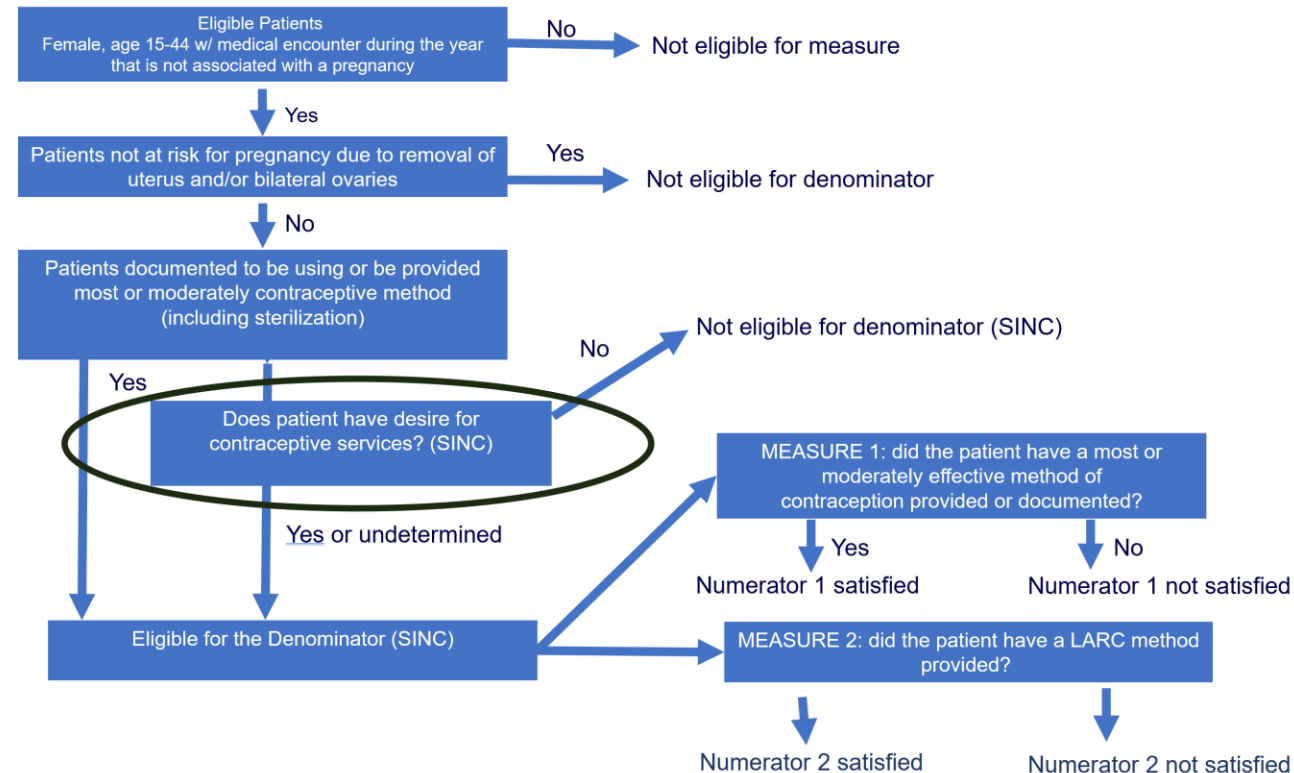 Eligible Patients
Female, age 15-44 w/ medical encounter during the year
that is not associated with a pregnancy
No
Not eligible for measure
Yes
Patients not at risk for pregnancy due to removal of
uterus and/or bilateral ovaries
Yes
Not eligible for denominator
No
Patients documented to be using or be provided
most or moderately contraceptive method
(including sterilization)
Not eligible for denominator (SINC)
No
Yes
Does patient have desire for
contraceptive services? (SINC)
Yes or undetermined
MEASURE 1: did the patient have a most or
moderately effective method of
contraception provided or documented?
Yes
No
Numerator 1 satisfied
Numerator 1 not satisfied
Eligible for the Denominator (SINC)
MEASURE 2: did the patient have a LARC method
provided?
Numerator 2 satisfied
Numerator 2 not satisfied